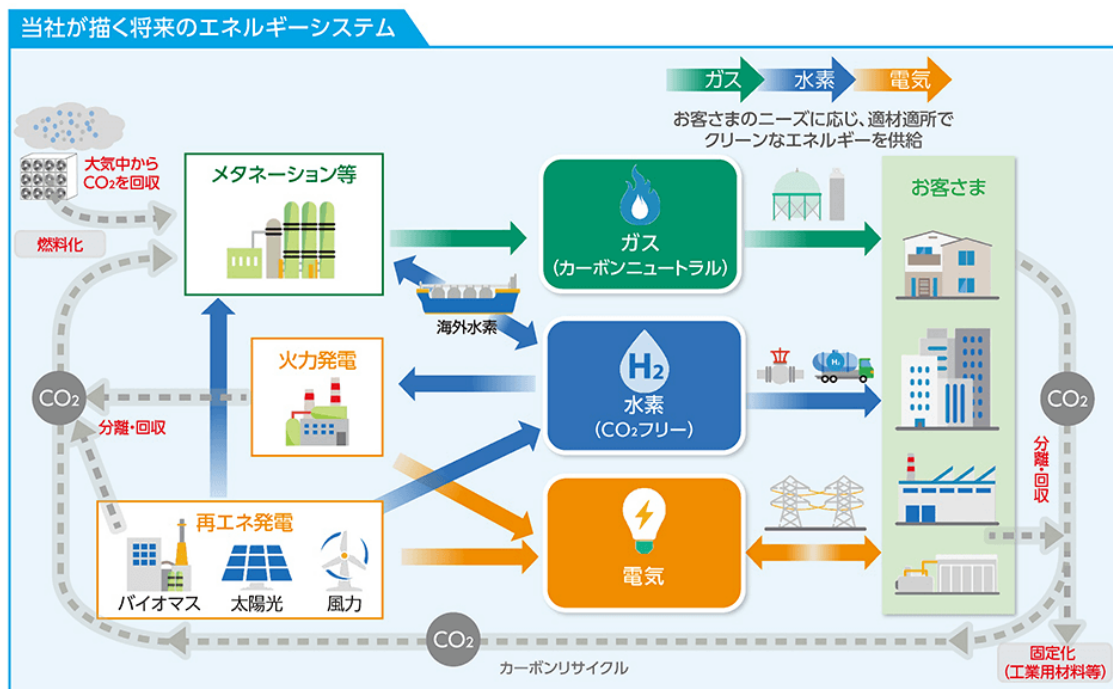 当社が描く将来のエネルギーシステム
ガス
水素
電気
お客さまのニーズに応じ、適材適所で
クリーンなエネルギーを供給
大気中から
CO₂を回収
燃料化
メタネーション等
ガス
(カーボンニュートラル)
お客さま
海外水素
火力発電
H₂
水素
(CO₂フリー)
H₂
CO₂
分離・回収
CO₂
分離・回収
再エネ発電
バイオマス
太陽光
風力
電気
CO₂
カーボンリサイクル
固定化
(工業用材料等)